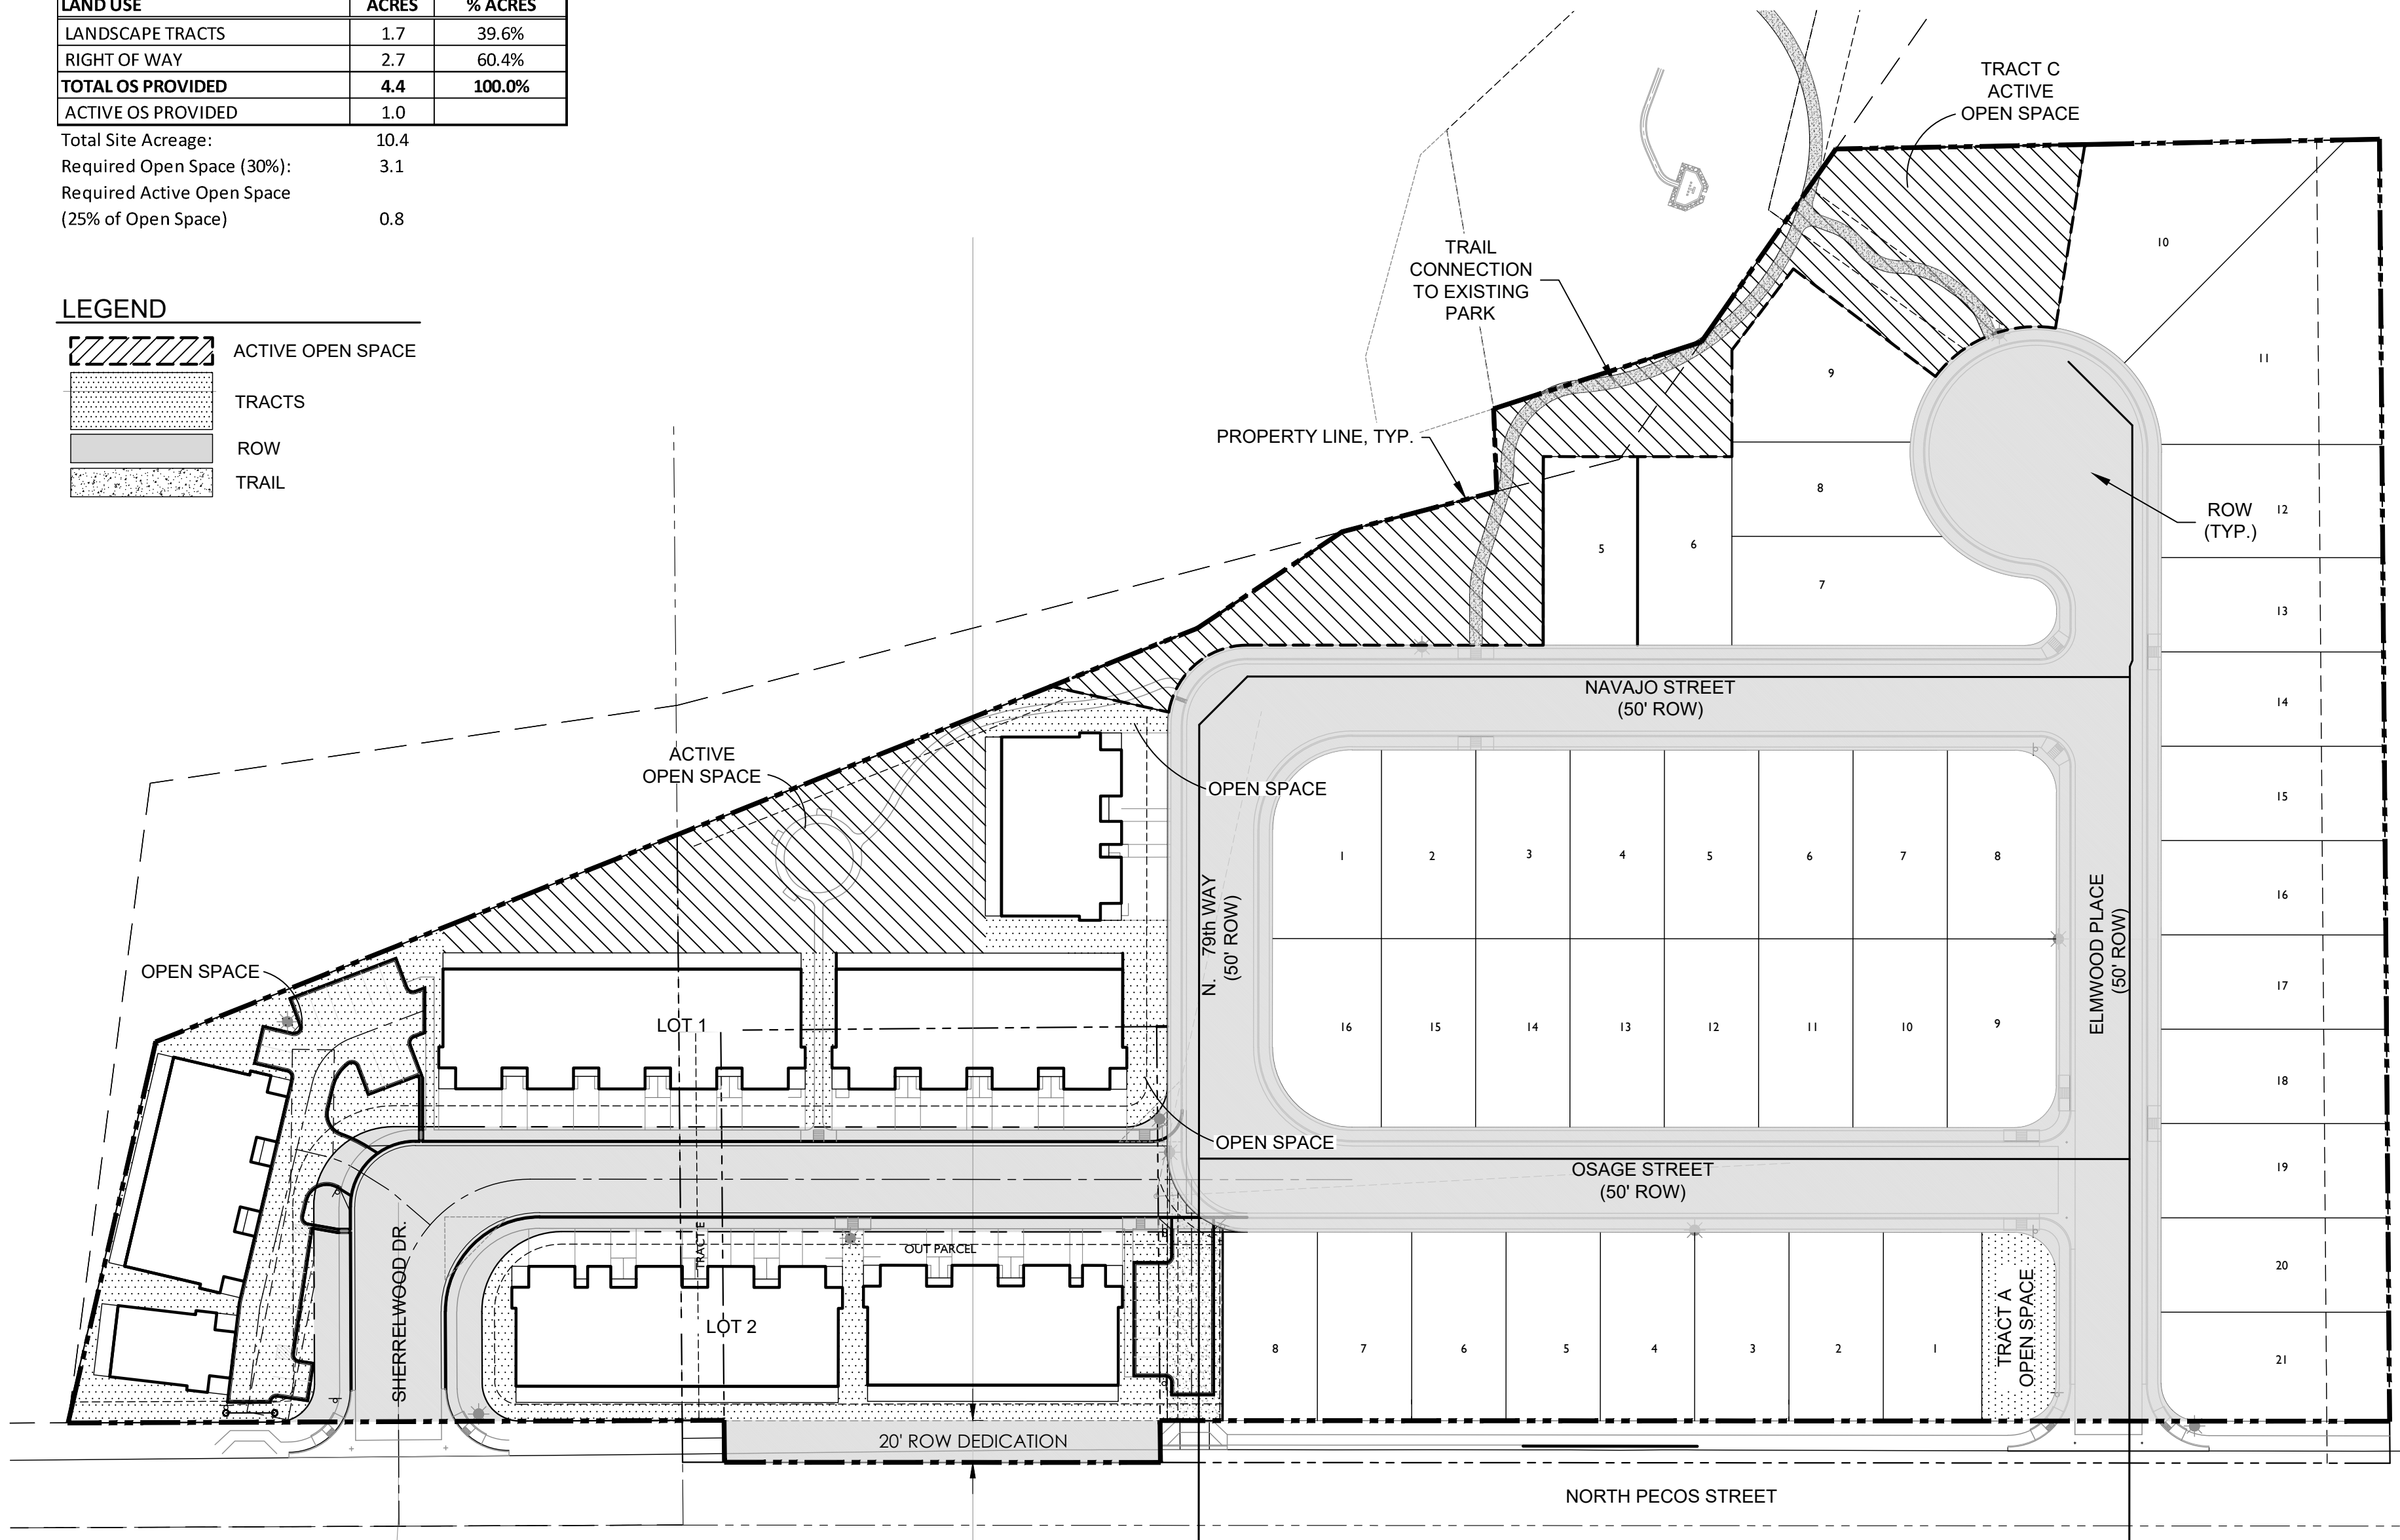 LAND USE ACRES % ACRES
LANDSCAPE TRACTS 1.7 39.6%
RIGHT OF WAY 2.7 60.4%
TOTAL OS PROVIDED 4.4 100.0%
ACTIVE OS PROVIDED 1.0
Total Site Acreage: 10.4
Required Open Space (30%): 3.1
Required Active Open Space
(25% of Open Space) 0.8
LEGEND
ACTIVE OPEN SPACE
TRACTS
ROW
TRAIL
TRACT C
ACTIVE
OPEN SPACE
TRAIL
CONNECTION
TO EXISTING
PARK
PROPERTY LINE, TYP.
10
11
9
8
7
5
6
12
ROW
(TYP.)
13
14
15
16
17
18
19
20
21
NAVAJO STREET
(50' ROW)
ACTIVE
OPEN SPACE
OPEN SPACE
1 2 3 4 5 6 7 8
N. 79th WAY
(50' ROW)
ELMWOOD PLACE
(50' ROW)
OPEN SPACE
LOT 1
16 15 14 13 12 11 10 9
OPEN SPACE
OSAGE STREET
(50' ROW)
SHERRELWOOD DR.
TRACT E
OUT PARCEL
LOT 2
8 7 6 5 4 3 2 1
TRACT A
OPEN SPACE
20' ROW DEDICATION
NORTH PECOS STREET